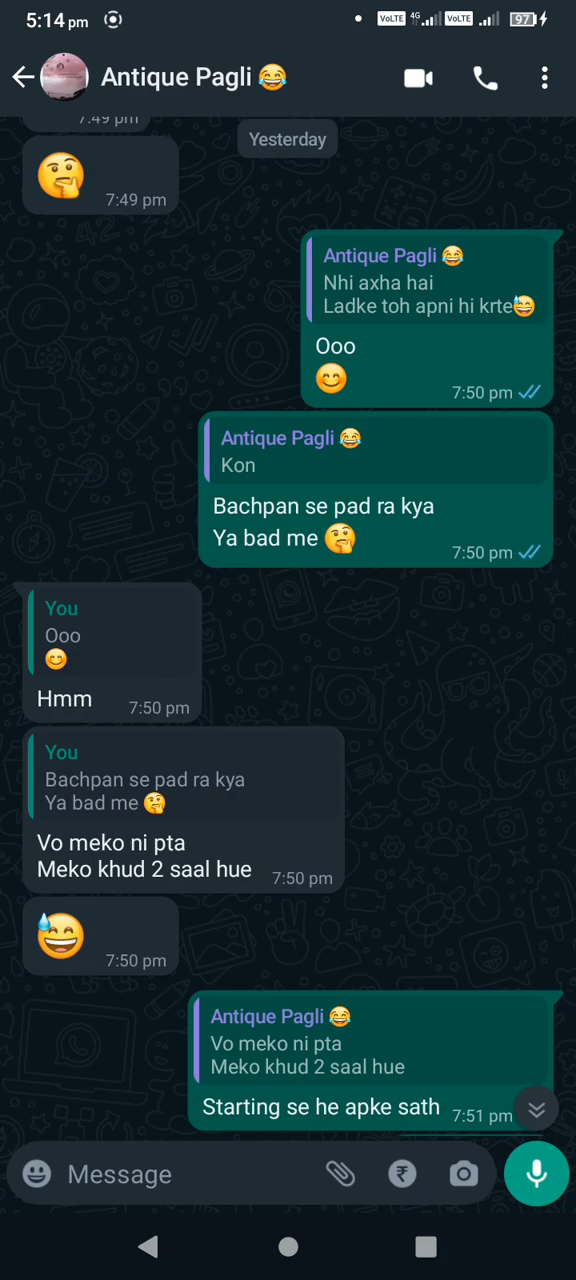 5:14 pm
VoLTE 4G VoLTE 97
Antique Pagli 😂
7:49 pm
Yesterday
🤔
7:49 pm
Antique Pagli 😂
Nhi axha hai
Ladke toh apni hi krte😅
Ooo
😊
7:50 pm
Antique Pagli 😂
Kon
Bachpan se pad ra kya
Ya bad me 🤔
7:50 pm
You
Ooo
😊
Hmm
7:50 pm
You
Bachpan se pad ra kya
Ya bad me 🤔
Vo meko ni pta
Meko khud 2 saal hue
7:50 pm
😅
7:50 pm
Antique Pagli 😂
Vo meko ni pta
Meko khud 2 saal hue
Starting se he apke sath
7:51 pm
Message
₹